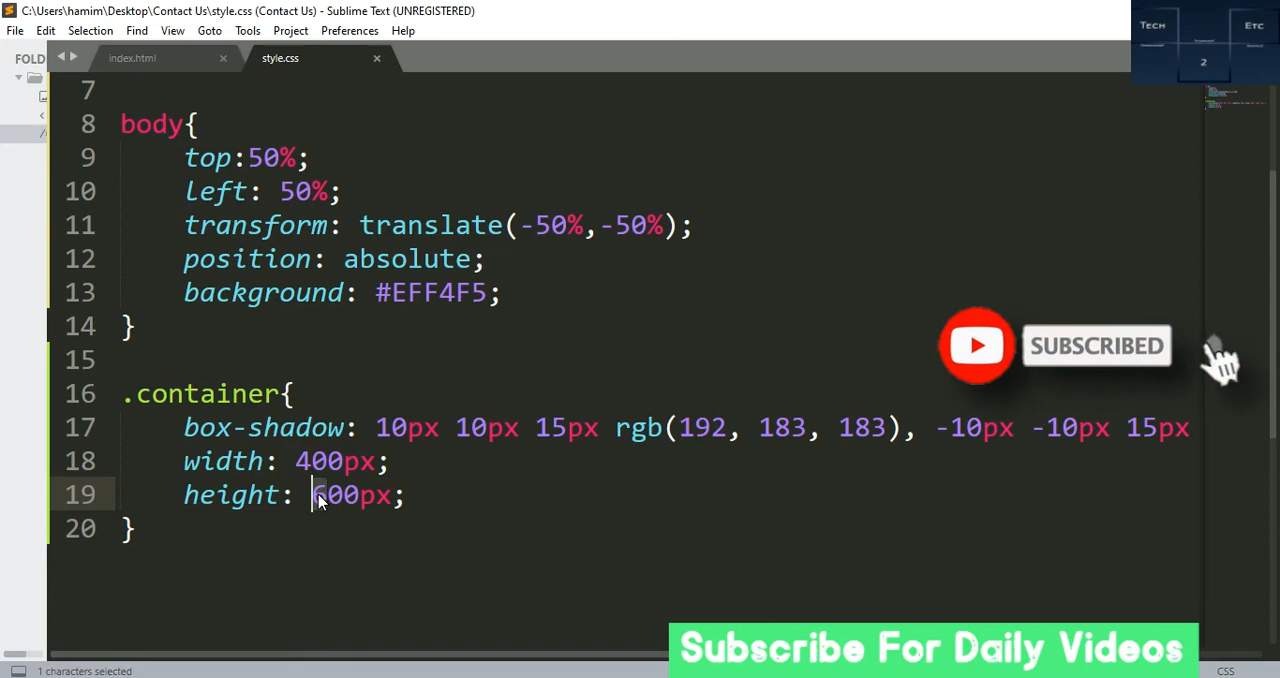 C:\Users\hamim\Desktop\Contact Us\style.css (Contact Us) - Sublime Text (UNREGISTERED)
File Edit Selection Find View Goto Tools Project Preferences Help
Tech Etc
2
FOLD
index.html × style.css ×
7
8 body{
9 top:50%;
10 left: 50%;
11 transform: translate(-50%,-50%);
12 position: absolute;
13 background: #EFF4F5;
14 }
15
16 .container{
17 box-shadow: 10px 10px 15px rgb(192, 183, 183), -10px -10px 15px
18 width: 400px;
19 height: 600px;
20 }
SUBSCRIBED
Subscribe For Daily Videos
1 characters selected
CSS